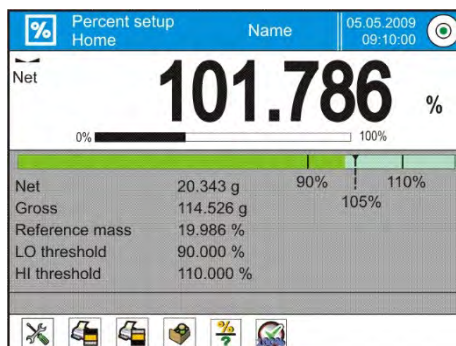 Percent setup
Home
Name
05.05.2009
09:10:00
Net
101.786 %
0% 100%
90% 110%
105%
Net 20.343 g
Gross 114.526 g
Reference mass 19.986 %
LO threshold 90.000 %
HI threshold 110.000 %